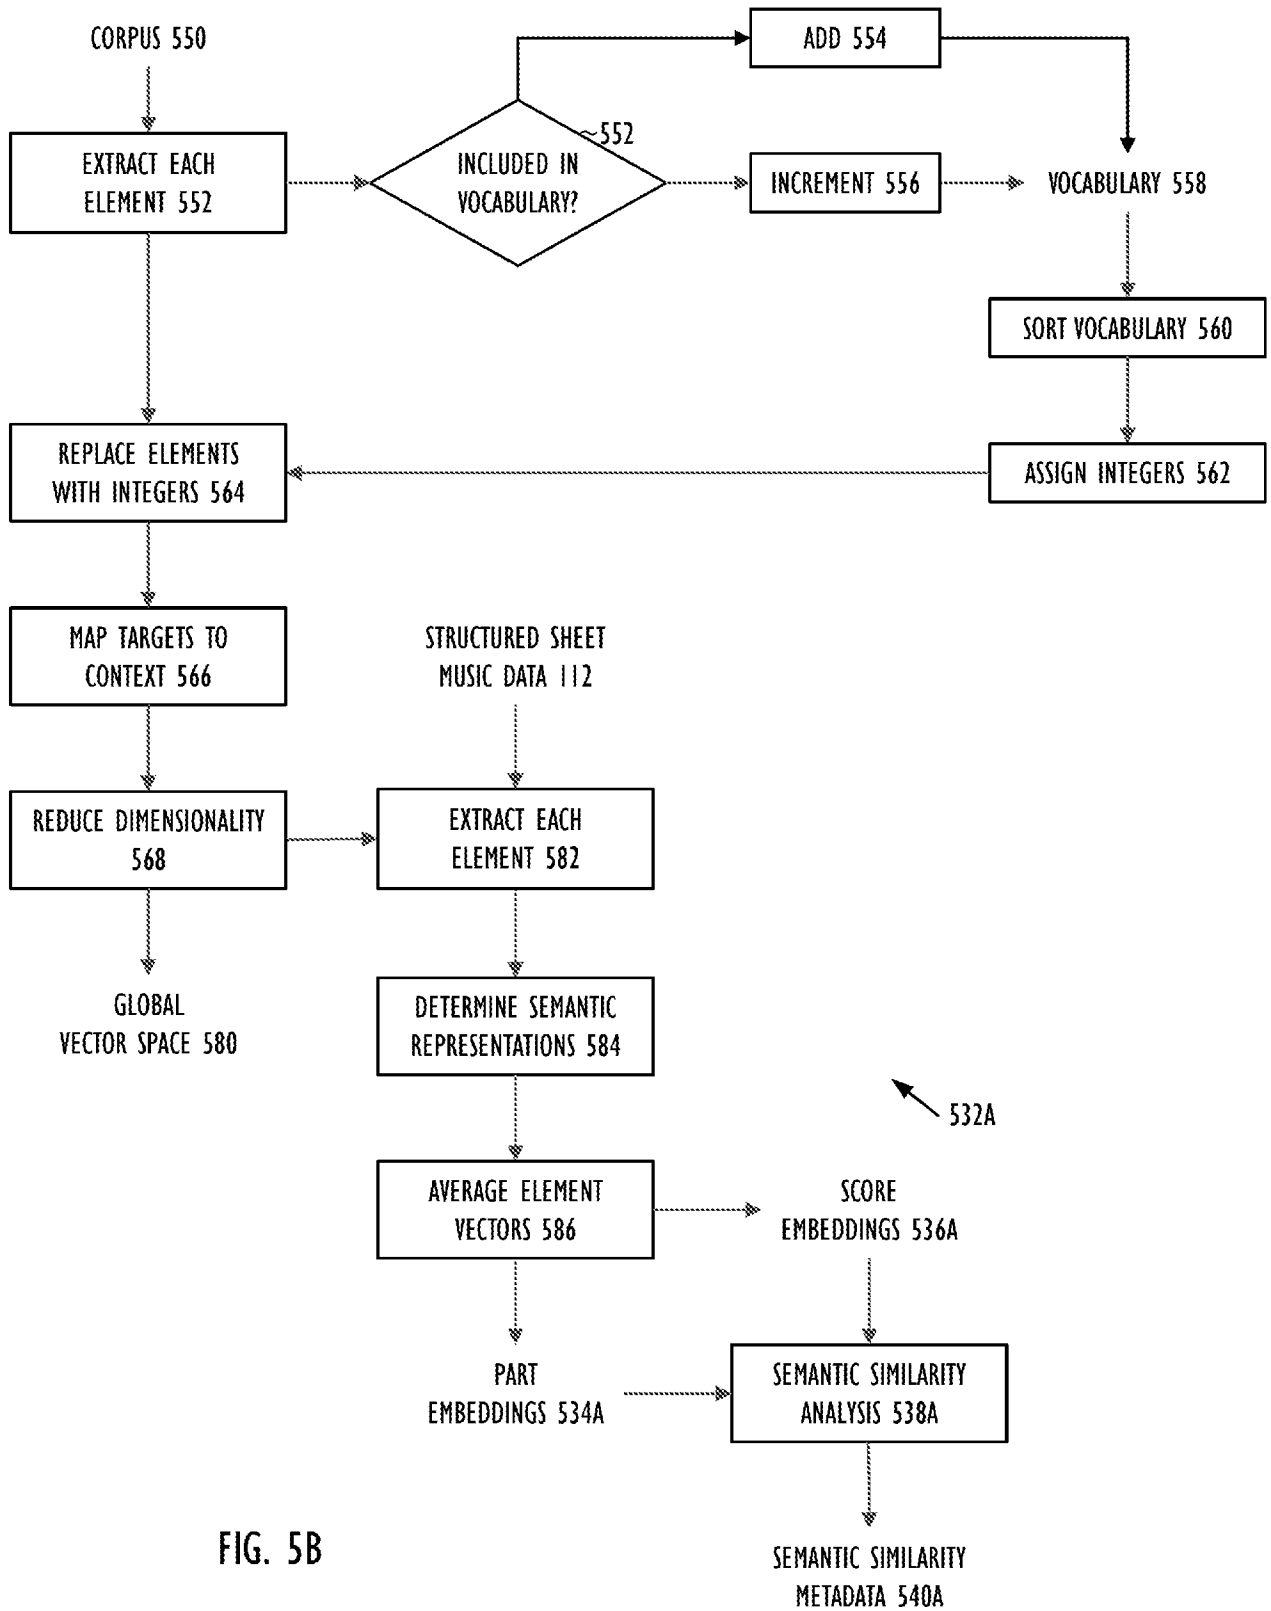 CORPUS 550
ADD 554
~552
EXTRACT EACH
ELEMENT 552
INCLUDED IN
VOCABULARY?
INCREMENT 556
VOCABULARY 558
SORT VOCABULARY 560
REPLACE ELEMENTS
WITH INTEGERS 564
ASSIGN INTEGERS 562
MAP TARGETS TO
CONTEXT 566
STRUCTURED SHEET
MUSIC DATA 112
REDUCE DIMENSIONALITY
568
EXTRACT EACH
ELEMENT 582
GLOBAL
VECTOR SPACE 580
DETERMINE SEMANTIC
REPRESENTATIONS 584
532A
AVERAGE ELEMENT
VECTORS 586
SCORE
EMBEDDINGS 536A
PART
EMBEDDINGS 534A
SEMANTIC SIMILARITY
ANALYSIS 538A
FIG. 5B
SEMANTIC SIMILARITY
METADATA 540A